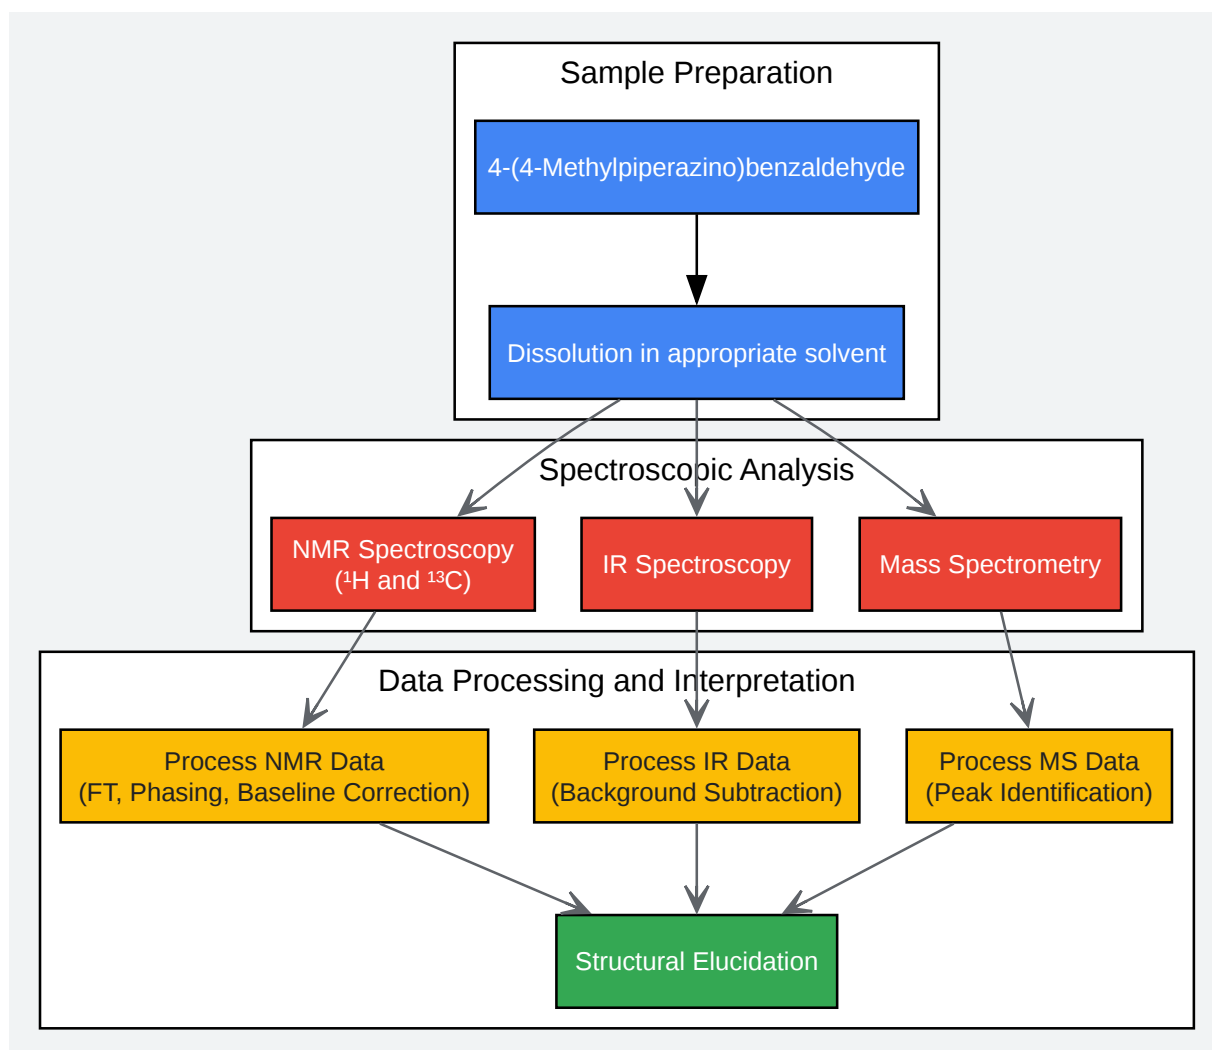 Sample Preparation
4-(4-Methylpiperazino)benzaldehyde
Dissolution in appropriate solvent
Spectroscopic Analysis
NMR Spectroscopy
(¹H and ¹³C)
IR Spectroscopy
Mass Spectrometry
Data Processing and Interpretation
Process NMR Data
(FT, Phasing, Baseline Correction)
Process IR Data
(Background Subtraction)
Process MS Data
(Peak Identification)
Structural Elucidation